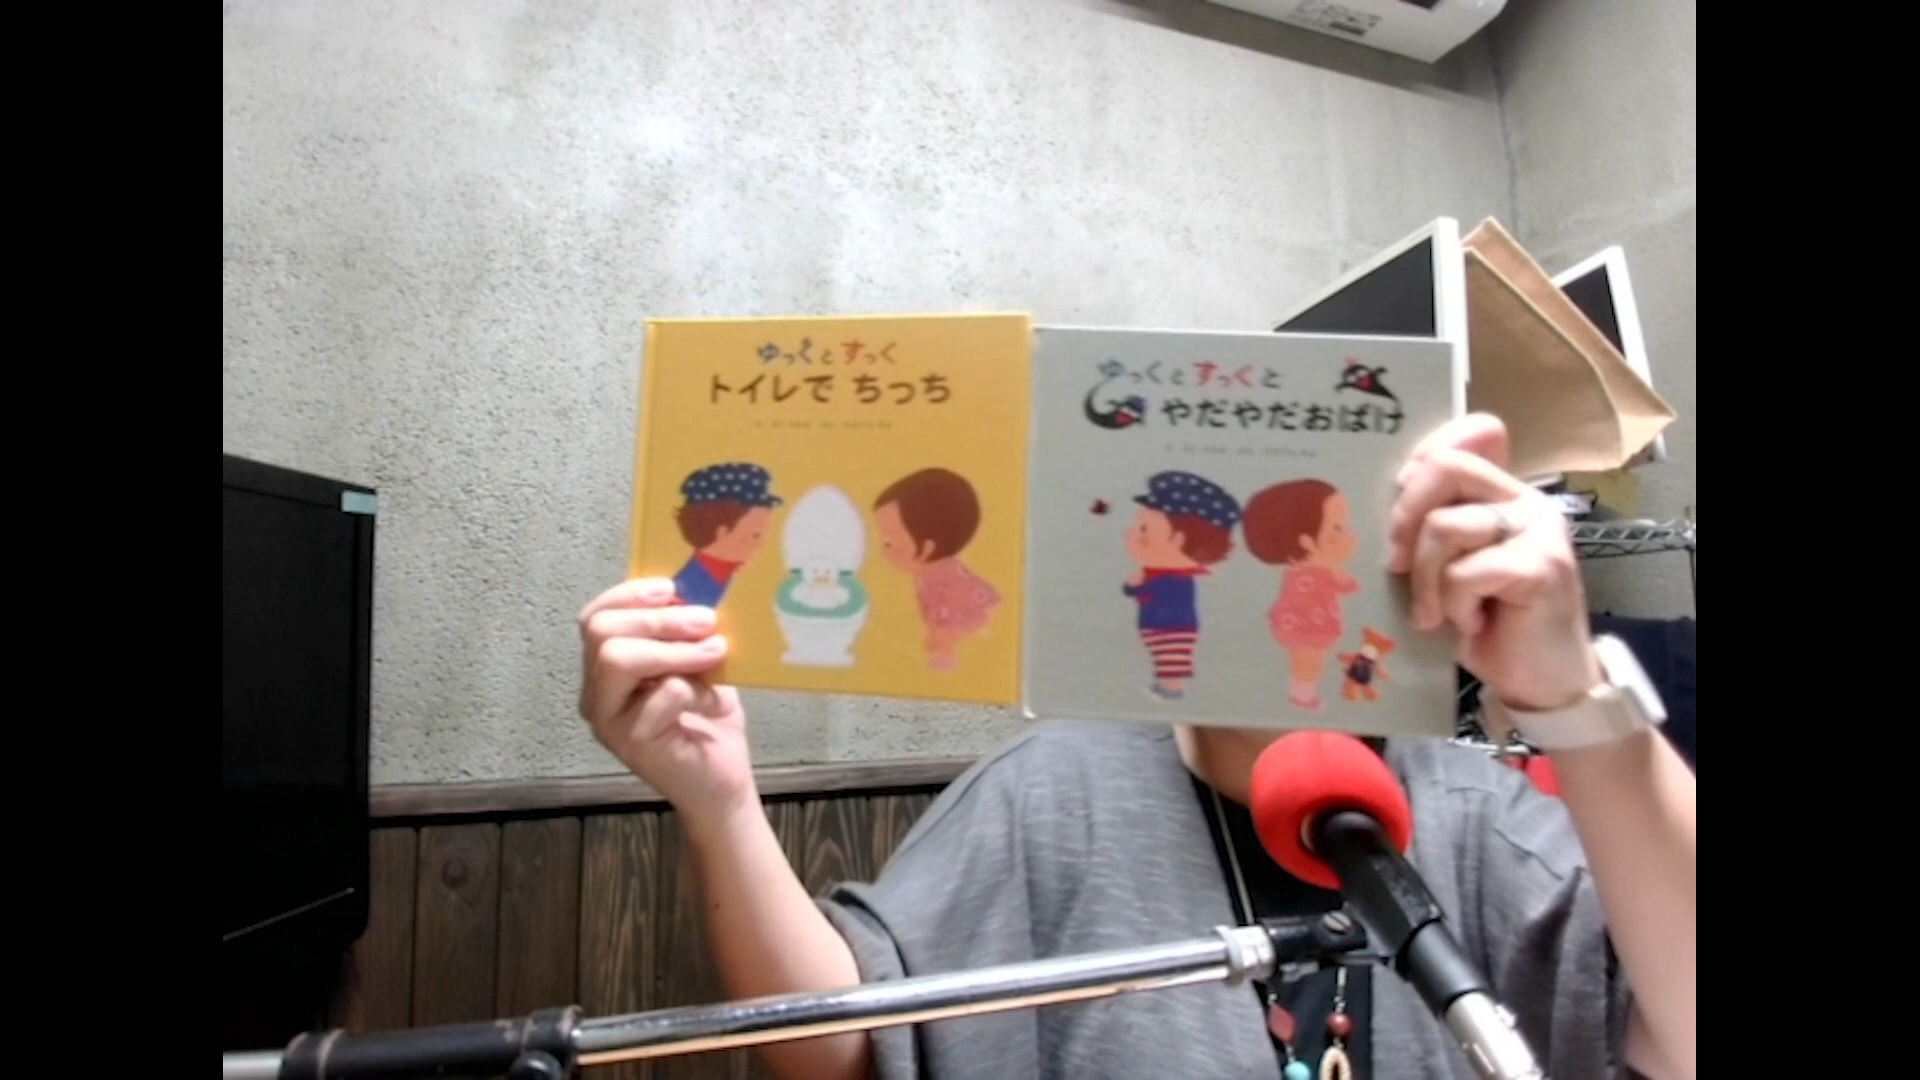 ゆっくとすっく
トイレで ちっち
ゆっくとすっくと
やだやだおばけ